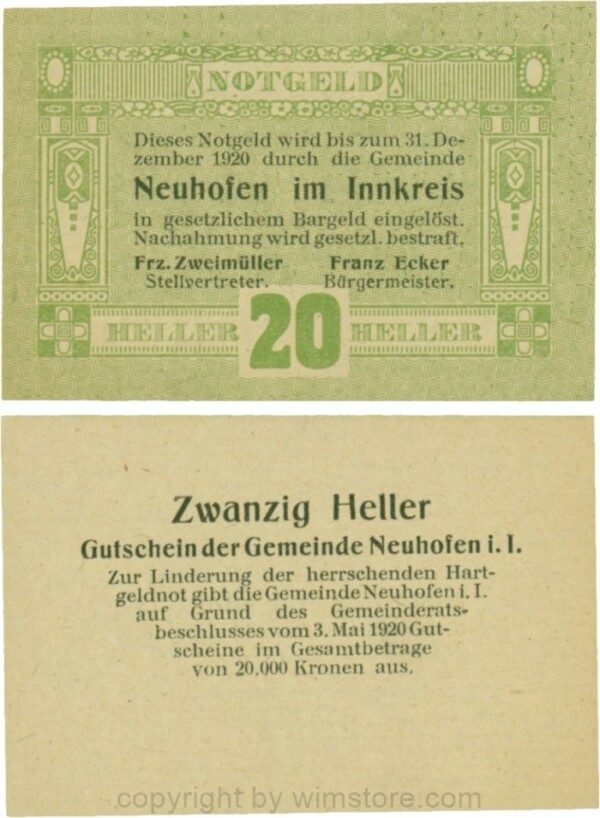 NOTGELD
Dieses Notgeld wird bis zum 31. De-
zember 1920 durch die Gemeinde
Neuhofen im Innkreis
in gesetzlichem Bargeld eingelöst.
Nachahmung wird gesetzl. bestraft.
Frz. Zweimüller Franz Ecker
Stellvertreter. Bürgermeister.
HELLER 20 HELLER
Zwanzig Heller
Gutschein der Gemeinde Neuhofen i. I.
Zur Linderung der herrschenden Hart-
geldnot gibt die Gemeinde Neuhofen i. I.
auf Grund des Gemeinderats-
beschlusses vom 3. Mai 1920 Gut-
scheine im Gesamtbetrage
von 20.000 Kronen aus.
copyright by wimstore.com